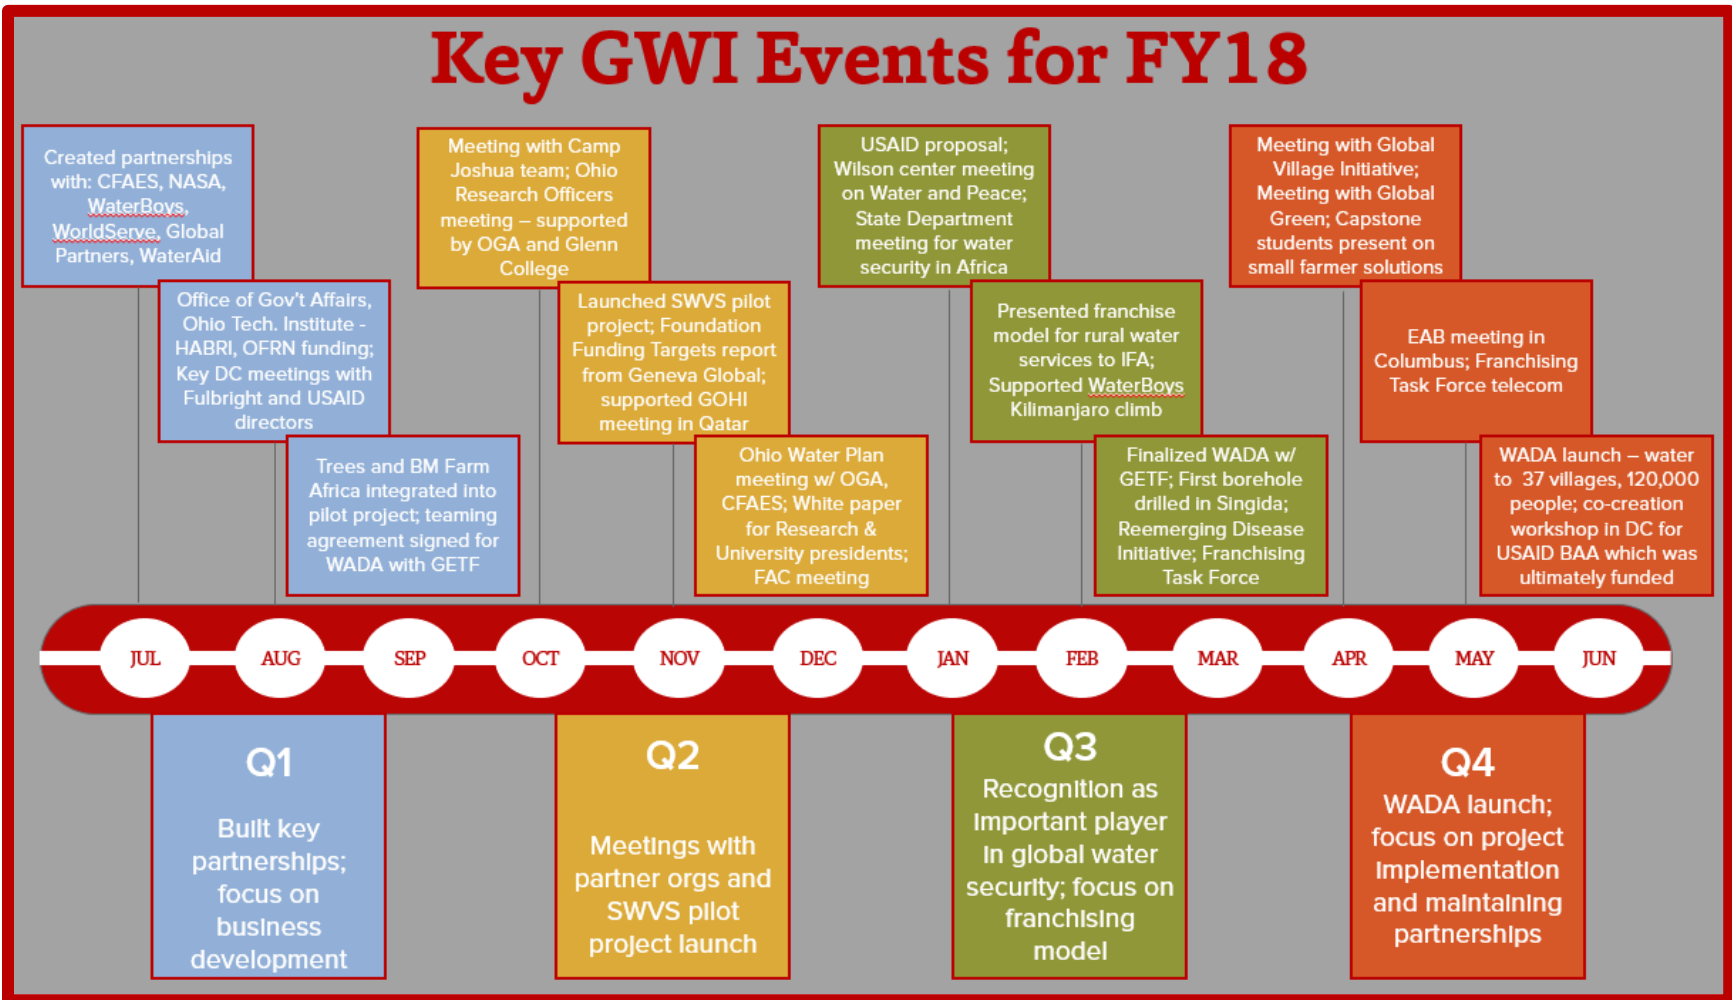 Key GWI Events for FY18
Created partnerships
with: CFAES, NASA,
WaterBoys,
WorldServe, Global
Partners, WaterAid
Office of Gov't Affairs,
Ohio Tech. Institute -
HABRI, OFRN funding;
Key DC meetings with
Fulbright and USAID
directors
Trees and BM Farm
Africa integrated into
pilot project; teaming
agreement signed for
WADA with GETF
Meeting with Camp
Joshua team; Ohio
Research Officers
meeting – supported
by OGA and Glenn
College
Launched SWVS pilot
project; Foundation
Funding Targets report
from Geneva Global;
supported GOHI
meeting in Qatar
Ohio Water Plan
meeting w/ OGA,
CFAES; White paper
for Research &
University presidents;
FAC meeting
USAID proposal;
Wilson center meeting
on Water and Peace;
State Department
meeting for water
security in Africa
Presented franchise
model for rural water
services to IFA;
Supported WaterBoys
Kilimanjaro climb
Finalized WADA w/
GETF; First borehole
drilled in Singida;
Reemerging Disease
Initiative; Franchising
Task Force
Meeting with Global
Village Initiative;
Meeting with Global
Green; Capstone
students present on
small farmer solutions
EAB meeting in
Columbus; Franchising
Task Force telecom
WADA launch – water
to 37 villages, 120,000
people; co-creation
workshop in DC for
USAID BAA which was
ultimately funded
JUL AUG SEP OCT NOV DEC JAN FEB MAR APR MAY JUN
Q1
Built key
partnerships;
focus on
business
development
Q2
Meetings with
partner orgs and
SWVS pilot
project launch
Q3
Recognition as
important player
in global water
security; focus on
franchising
model
Q4
WADA launch;
focus on project
implementation
and maintaining
partnerships